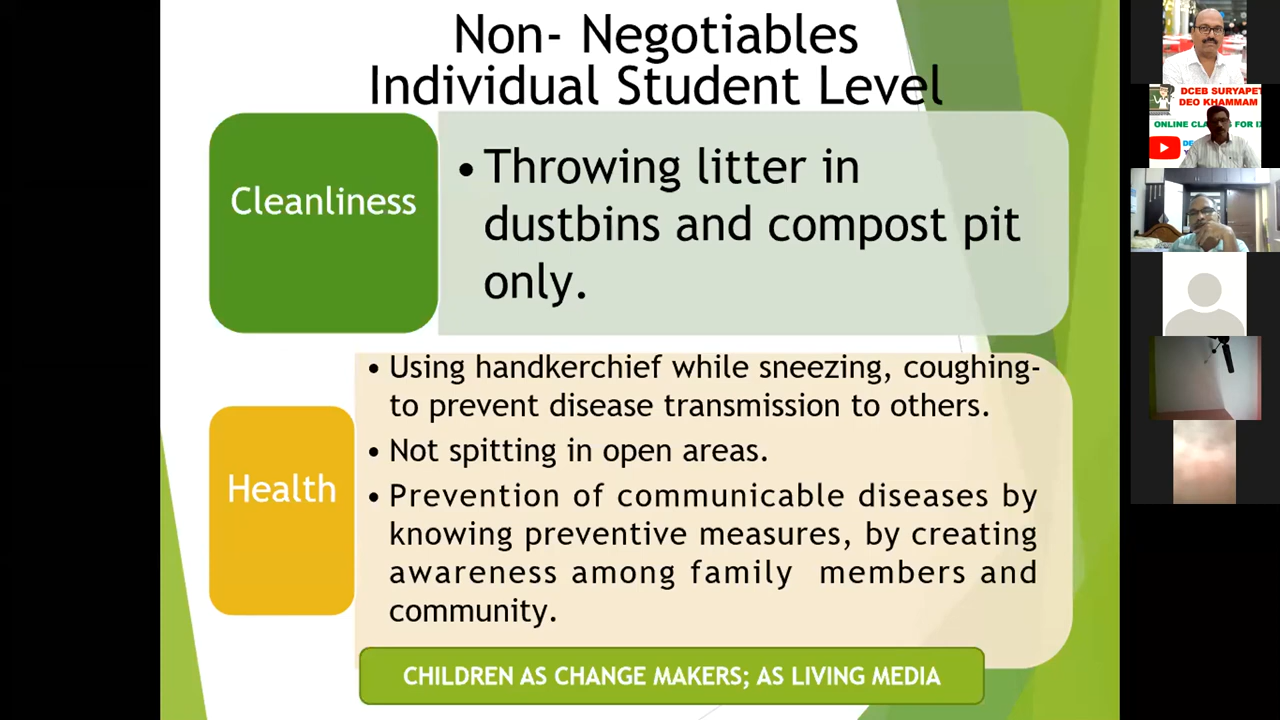 Non- Negotiables
Individual Student Level
Cleanliness
• Throwing litter in
dustbins and compost pit
only.
Health
• Using handkerchief while sneezing, coughing-
to prevent disease transmission to others.
• Not spitting in open areas.
• Prevention of communicable diseases by
knowing preventive measures, by creating
awareness among family members and
community.
CHILDREN AS CHANGE MAKERS; AS LIVING MEDIA
DCEB SURYAPET
DEO KHAMMAM
ONLINE CLA FOR IX